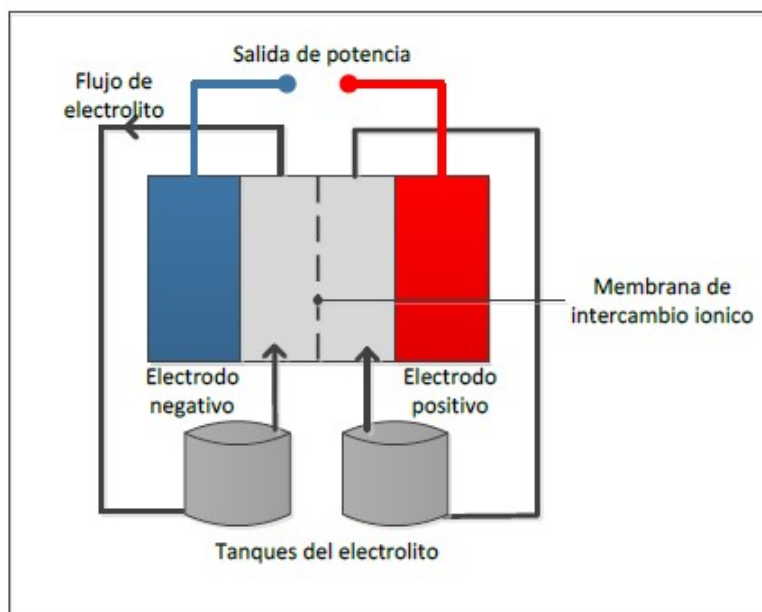 Salida de potencia
Flujo de
electrolito
Membrana de
intercambio ionico
Electrodo
negativo
Electrodo
positivo
Tanques del electrolito